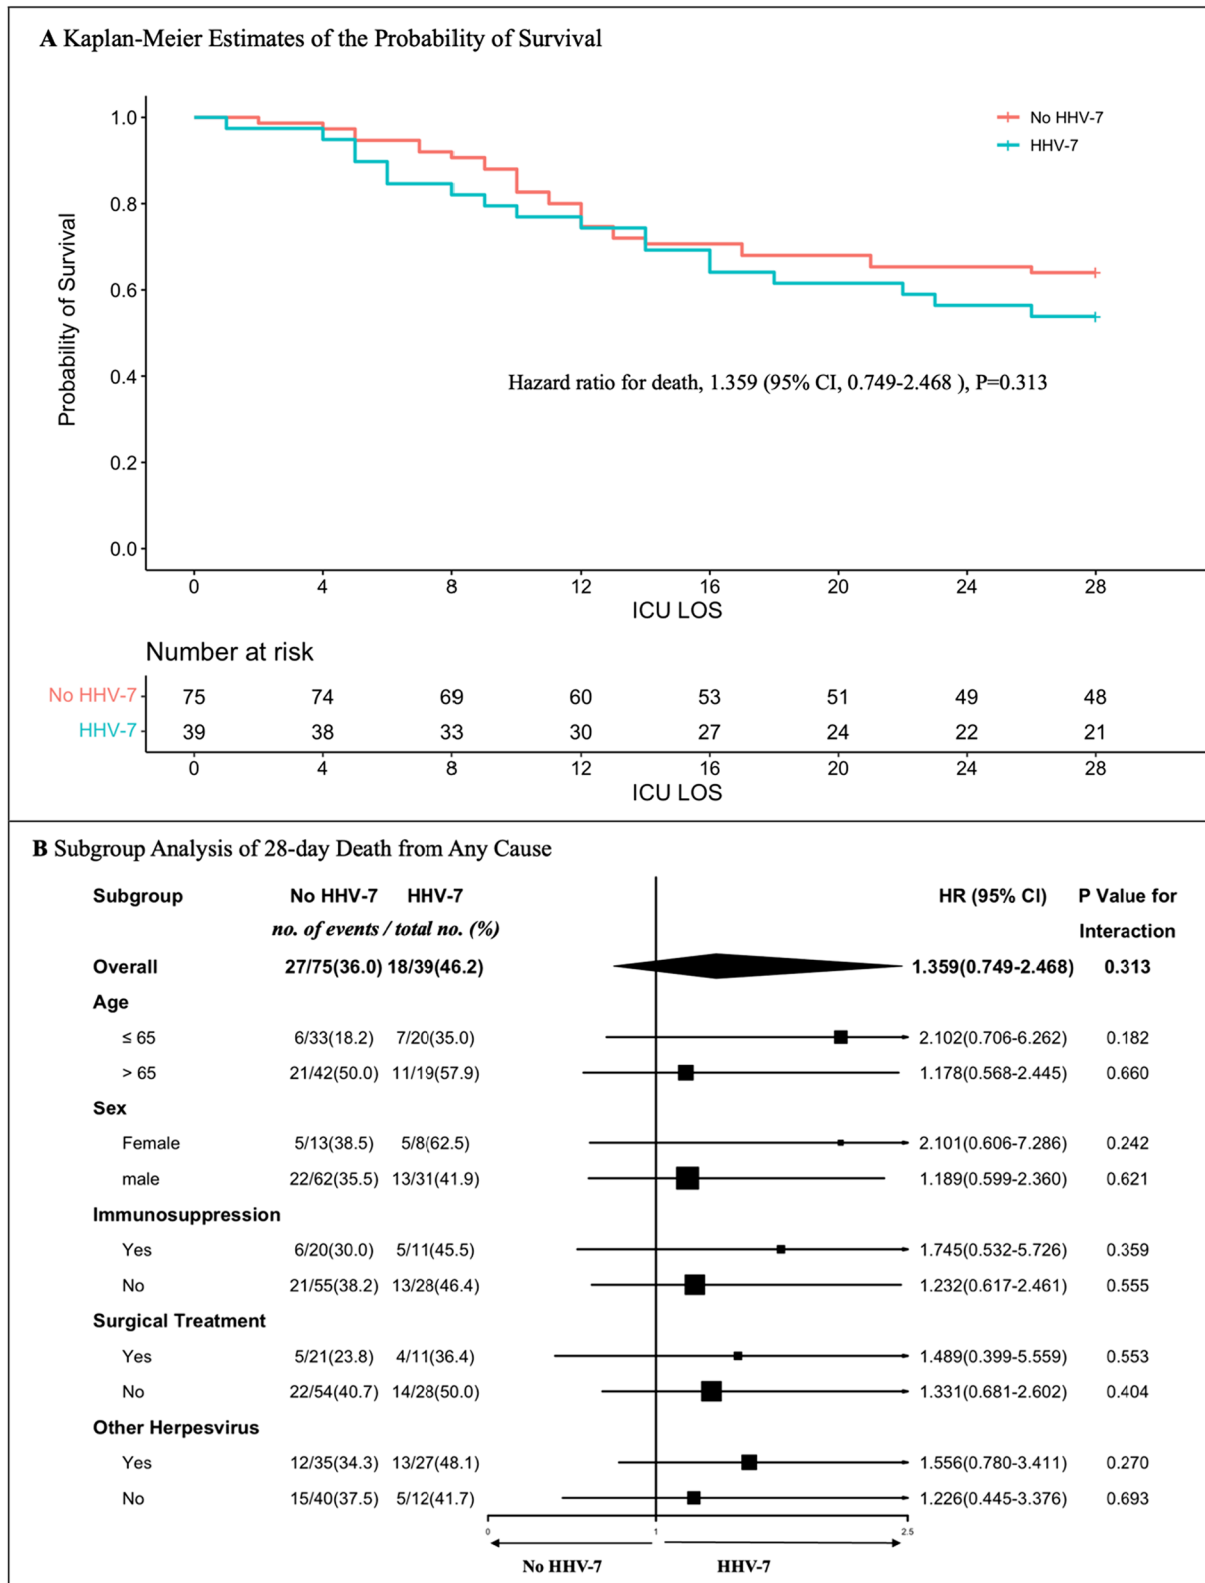 A Kaplan-Meier Estimates of the Probability of Survival
1.0
0.8
0.6
0.4
0.2
0.0
Probability of Survival
No HHV-7
HHV-7
Hazard ratio for death, 1.359 (95% CI, 0.749-2.468 ), P=0.313
0 4 8 12 16 20 24 28
ICU LOS
Number at risk
No HHV-7 75 74 69 60 53 51 49 48
HHV-7 39 38 33 30 27 24 22 21
0 4 8 12 16 20 24 28
ICU LOS
B Subgroup Analysis of 28-day Death from Any Cause
Subgroup No HHV-7 HHV-7 HR (95% CI) P Value for
no. of events / total no. (%) Interaction
Overall 27/75(36.0) 18/39(46.2) 1.359(0.749-2.468) 0.313
Age
≤ 65 6/33(18.2) 7/20(35.0) 2.102(0.706-6.262) 0.182
> 65 21/42(50.0) 11/19(57.9) 1.178(0.568-2.445) 0.660
Sex
Female 5/13(38.5) 5/8(62.5) 2.101(0.606-7.286) 0.242
male 22/62(35.5) 13/31(41.9) 1.189(0.599-2.360) 0.621
Immunosuppression
Yes 6/20(30.0) 5/11(45.5) 1.745(0.532-5.726) 0.359
No 21/55(38.2) 13/28(46.4) 1.232(0.617-2.461) 0.555
Surgical Treatment
Yes 5/21(23.8) 4/11(36.4) 1.489(0.399-5.559) 0.553
No 22/54(40.7) 14/28(50.0) 1.331(0.681-2.602) 0.404
Other Herpesvirus
Yes 12/35(34.3) 13/27(48.1) 1.556(0.780-3.411) 0.270
No 15/40(37.5) 5/12(41.7) 1.226(0.445-3.376) 0.693
0 1 2.5
No HHV-7 HHV-7